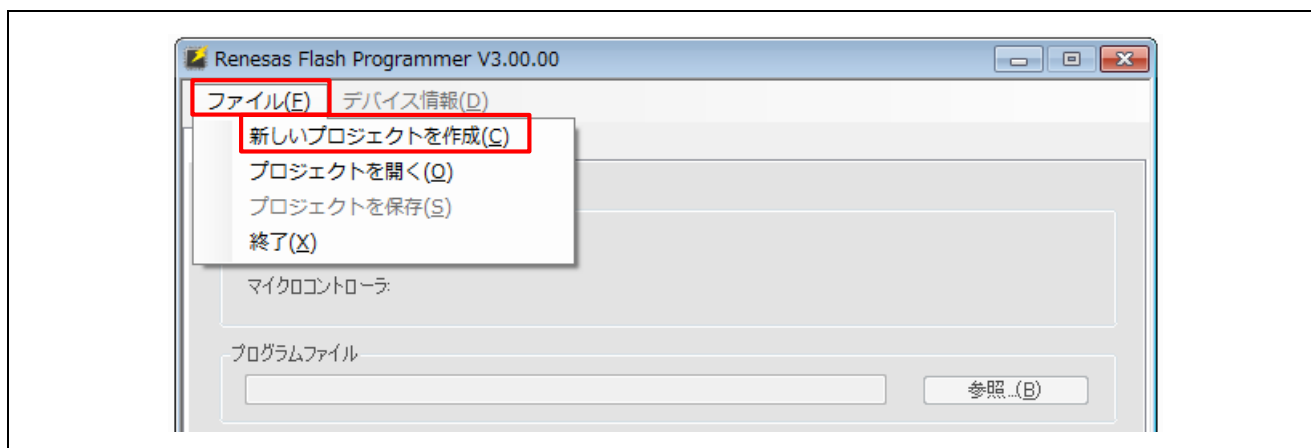 Renesas Flash Programmer V3.00.00
ファイル(F) デバイス情報(D)
新しいプロジェクトを作成(C)
プロジェクトを開く(O)
プロジェクトを保存(S)
終了(X)
マイクロコントローラ:
プログラムファイル
参照...(B)